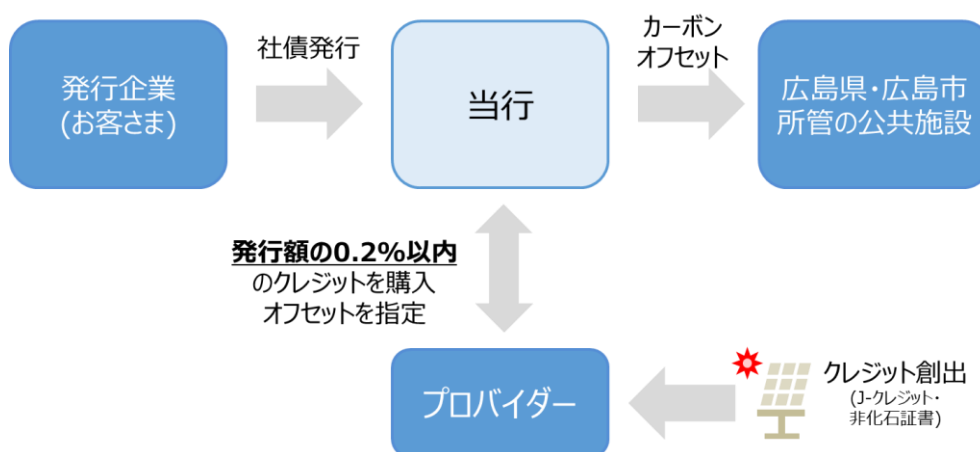 発行企業
(お客さま)
社債発行
当行
カーボン
オフセット
広島県・広島市
所管の公共施設
発行額の0.2%以内
のクレジットを購入
オフセットを指定
プロバイダー
クレジット創出
(J-クレジット・
非化石証書)